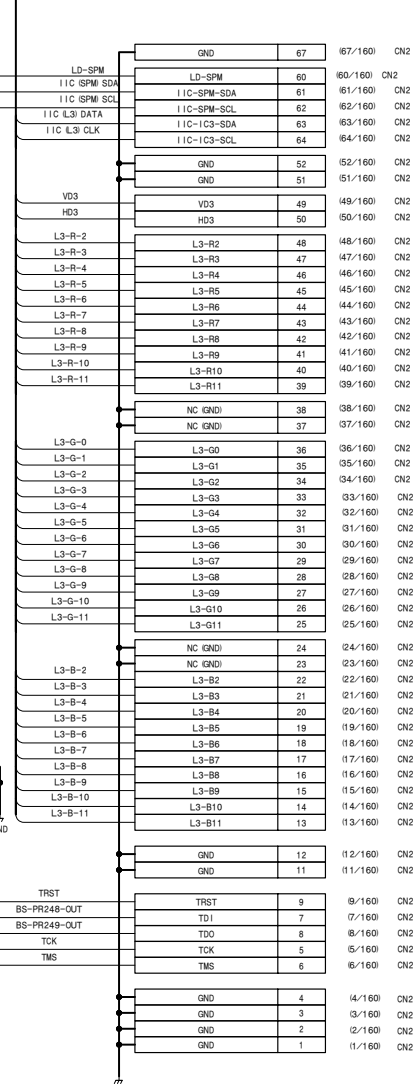 GND 67 (67/160) CN2
LD-SPM LD-SPM 60 (60/160) CN2
IIC (SPM) SDA IIC-SPM-SDA 61 (61/160) CN2
IIC (SPM) SCL IIC-SPM-SCL 62 (62/160) CN2
IIC (L3) DATA IIC-IC3-SDA 63 (63/160) CN2
IIC (L3) CLK IIC-IC3-SCL 64 (64/160) CN2
GND 52 (52/160) CN2
GND 51 (51/160) CN2
VD3 VD3 49 (49/160) CN2
HD3 HD3 50 (50/160) CN2
L3-R-2 L3-R2 48 (48/160) CN2
L3-R-3 L3-R3 47 (47/160) CN2
L3-R-4 L3-R4 46 (46/160) CN2
L3-R-5 L3-R5 45 (45/160) CN2
L3-R-6 L3-R6 44 (44/160) CN2
L3-R-7 L3-R7 43 (43/160) CN2
L3-R-8 L3-R8 42 (42/160) CN2
L3-R-9 L3-R9 41 (41/160) CN2
L3-R-10 L3-R10 40 (40/160) CN2
L3-R-11 L3-R11 39 (39/160) CN2
NC (GND) 38 (38/160) CN2
NC (GND) 37 (37/160) CN2
L3-G-0 L3-G0 36 (36/160) CN2
L3-G-1 L3-G1 35 (35/160) CN2
L3-G-2 L3-G2 34 (34/160) CN2
L3-G-3 L3-G3 33 (33/160) CN2
L3-G-4 L3-G4 32 (32/160) CN2
L3-G-5 L3-G5 31 (31/160) CN2
L3-G-6 L3-G6 30 (30/160) CN2
L3-G-7 L3-G7 29 (29/160) CN2
L3-G-8 L3-G8 28 (28/160) CN2
L3-G-9 L3-G9 27 (27/160) CN2
L3-G-10 L3-G10 26 (26/160) CN2
L3-G-11 L3-G11 25 (25/160) CN2
NC (GND) 24 (24/160) CN2
NC (GND) 23 (23/160) CN2
L3-B-2 L3-B2 22 (22/160) CN2
L3-B-3 L3-B3 21 (21/160) CN2
L3-B-4 L3-B4 20 (20/160) CN2
L3-B-5 L3-B5 19 (19/160) CN2
L3-B-6 L3-B6 18 (18/160) CN2
L3-B-7 L3-B7 17 (17/160) CN2
L3-B-8 L3-B8 16 (16/160) CN2
L3-B-9 L3-B9 15 (15/160) CN2
L3-B-10 L3-B10 14 (14/160) CN2
L3-B-11 L3-B11 13 (13/160) CN2
GND 12 (12/160) CN2
GND 11 (11/160) CN2
TRST TRST 9 (9/160) CN2
BS-PR248-OUT TDI 7 (7/160) CN2
BS-PR249-OUT TDO 8 (8/160) CN2
TCK TCK 5 (5/160) CN2
TMS TMS 6 (6/160) CN2
GND 4 (4/160) CN2
GND 3 (3/160) CN2
GND 2 (2/160) CN2
GND 1 (1/160) CN2